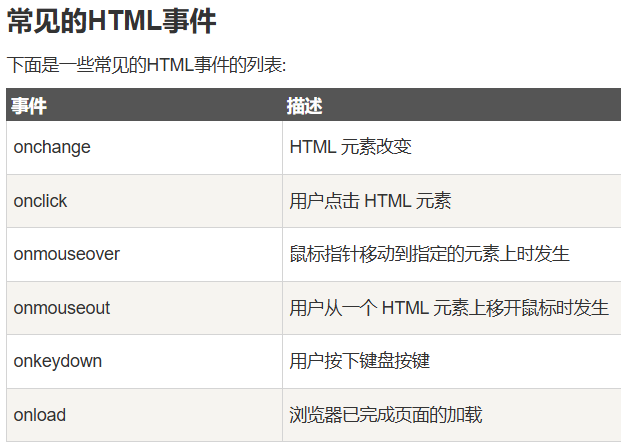 常见的HTML事件
下面是一些常见的HTML事件的列表:
事件 描述
onchange HTML 元素改变
onclick 用户点击 HTML 元素
onmouseover 鼠标指针移动到指定的元素上时发生
onmouseout 用户从一个 HTML 元素上移开鼠标时发生
onkeydown 用户按下键盘按键
onload 浏览器已完成页面的加载